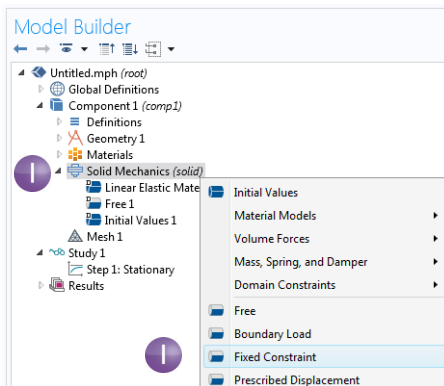 Model Builder
Untitled.mph (root)
Global Definitions
Component 1 (comp1)
Definitions
Geometry 1
Materials
Solid Mechanics (solid)
Linear Elastic Mate
Free 1
Initial Values 1
Mesh 1
Study 1
Step 1: Stationary
Results
Initial Values
Material Models
Volume Forces
Mass, Spring, and Damper
Domain Constraints
Free
Boundary Load
Fixed Constraint
Prescribed Displacement